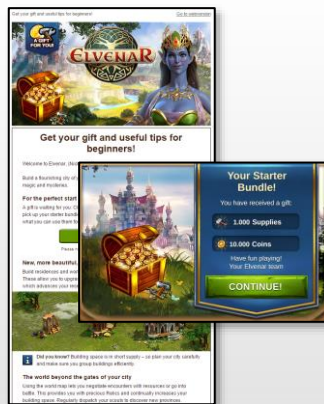 Get your gift and useful tips for beginners!
Go to webversion
A GIFT
FOR YOU!
ELVENAR
Get your gift and useful tips for
beginners!
Welcome to Elvenar,
Build a flourishing city of
magic and mysteries.
For the perfect start
A gift is waiting for you.
pick up your starter bundle
what you can use them for
New, more beautiful,
Build residences and
These allow you to
which advances your
Your Starter
Bundle!
You have received a gift:
1.000 Supplies
10.000 Coins
Have fun playing!
Your Elvenar team
CONTINUE!
Did you know? Building space is in short supply – so plan your city carefully
and make sure you group buildings efficiently.
The world beyond the gates of your city
Using the world map lets you negotiate encounters with resources or go into
battle. This provides you with precious Relics and continually increases your
building space. Regularly dispatch your scouts to discover new provinces.